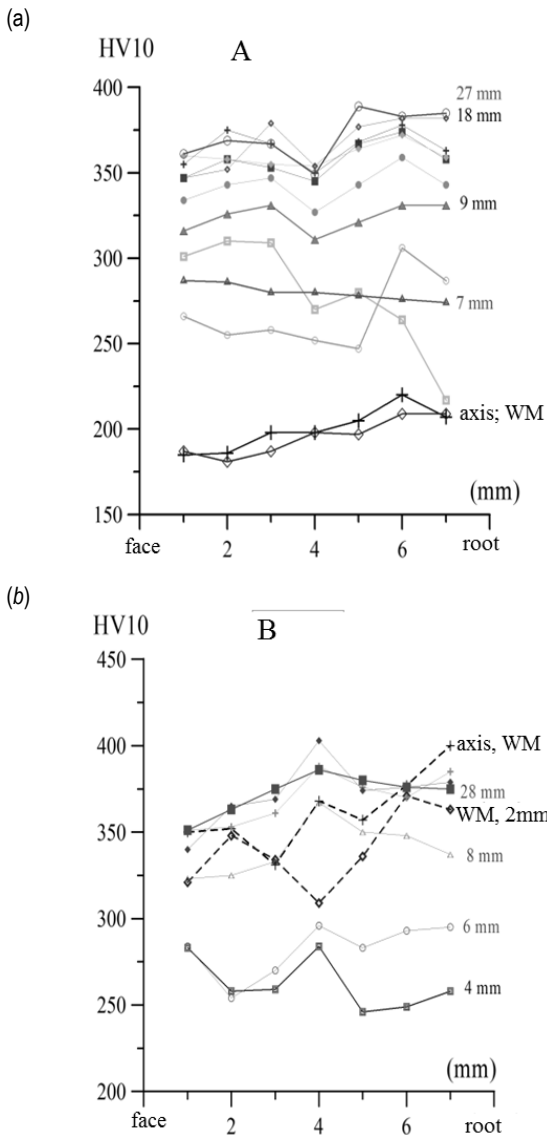 (a)
HV10
A
400
27 mm
18 mm
350
300
9 mm
7 mm
250
axis; WM
200
(mm)
150
face
2
4
6
root
(b)
HV10
B
450
axis, WM
400
28 mm
WM, 2mm
350
8 mm
300
6 mm
4 mm
250
(mm)
200
face
2
4
6
root